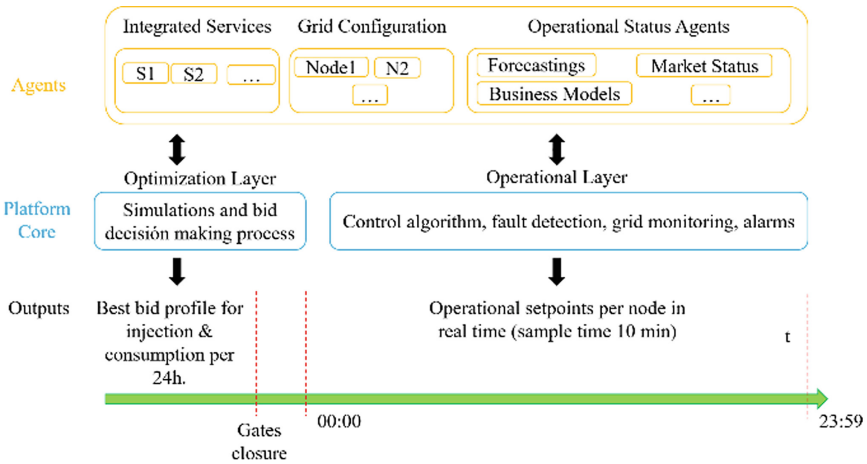 Integrated Services
Grid Configuration
Operational Status Agents
Agents
S1
S2
...
Node1
N2
...
Forecastings
Market Status
Business Models
...
Optimization Layer
Operational Layer
Platform
Core
Simulations and bid
decisión making process
Control algorithm, fault detection, grid monitoring, alarms
Outputs
Best bid profile for
injection &
consumption per
24h.
Operational setpoints per node in
real time (sample time 10 min)
t
00:00
23:59
Gates
closure